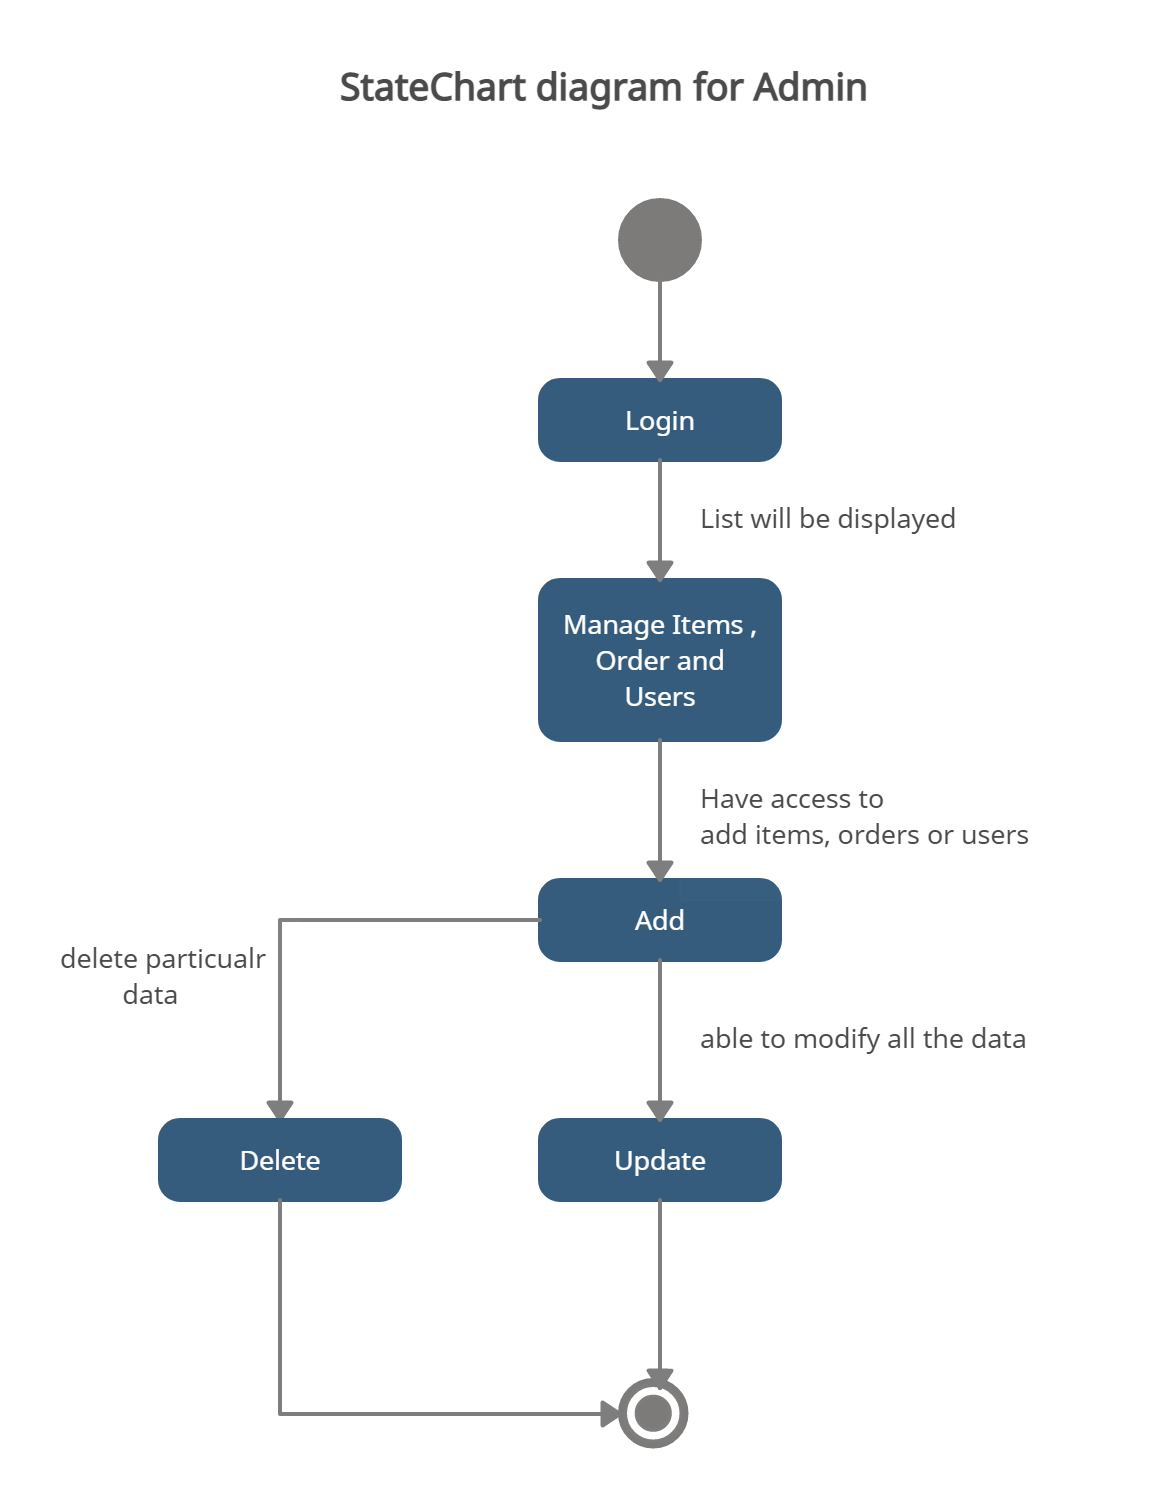 StateChart diagram for Admin
Login
List will be displayed
Manage Items ,
Order and
Users
Have access to
add items, orders or users
Add
delete particualr
data
able to modify all the data
Delete
Update